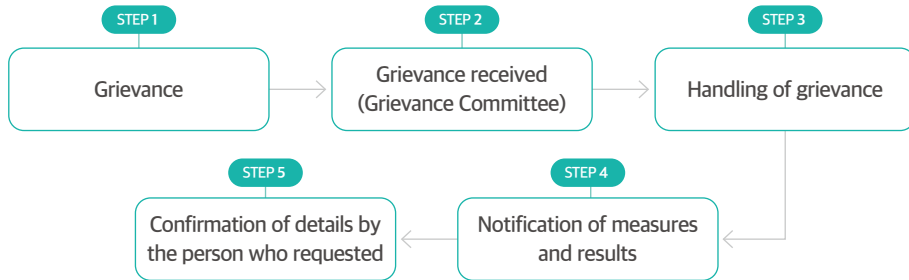 STEP 1
Grievance
STEP 2
Grievance received
(Grievance Committee)
STEP 3
Handling of grievance
STEP 4
Notification of measures
and results
STEP 5
Confirmation of details by
the person who requested